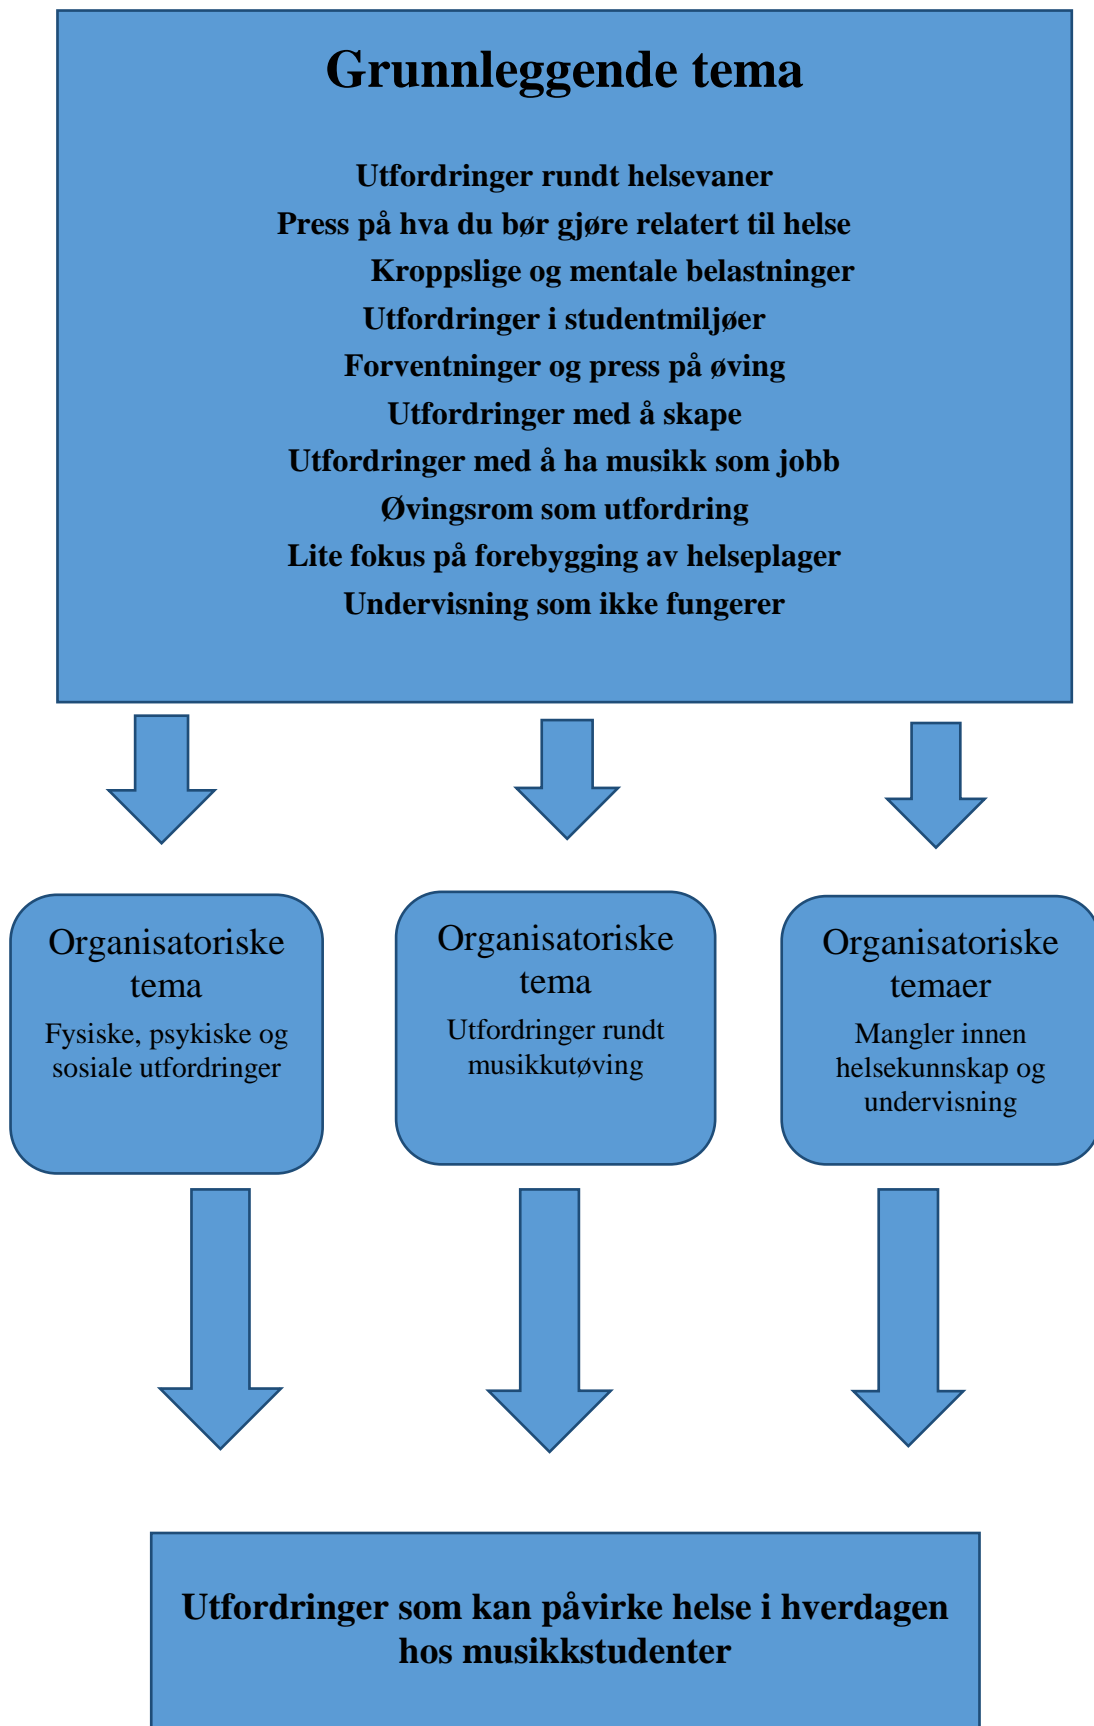 Grunnleggende tema
Utfordringer rundt helsevaner
Press på hva du bør gjøre relatert til helse
Kroppslige og mentale belastninger
Utfordringer i studentmiljøer
Forventninger og press på øving
Utfordringer med å skape
Utfordringer med å ha musikk som jobb
Øvingsrom som utfordring
Lite fokus på forebygging av helseplager
Undervisning som ikke fungerer
Organisatoriske
tema
Fysiske, psykiske og
sosiale utfordringer
Organisatoriske
tema
Utfordringer rundt
musikkutøving
Organisatoriske
temaer
Mangler innen
helsekunnskap og
undervisning
Utfordringer som kan påvirke helse i hverdagen
hos musikkstudenter